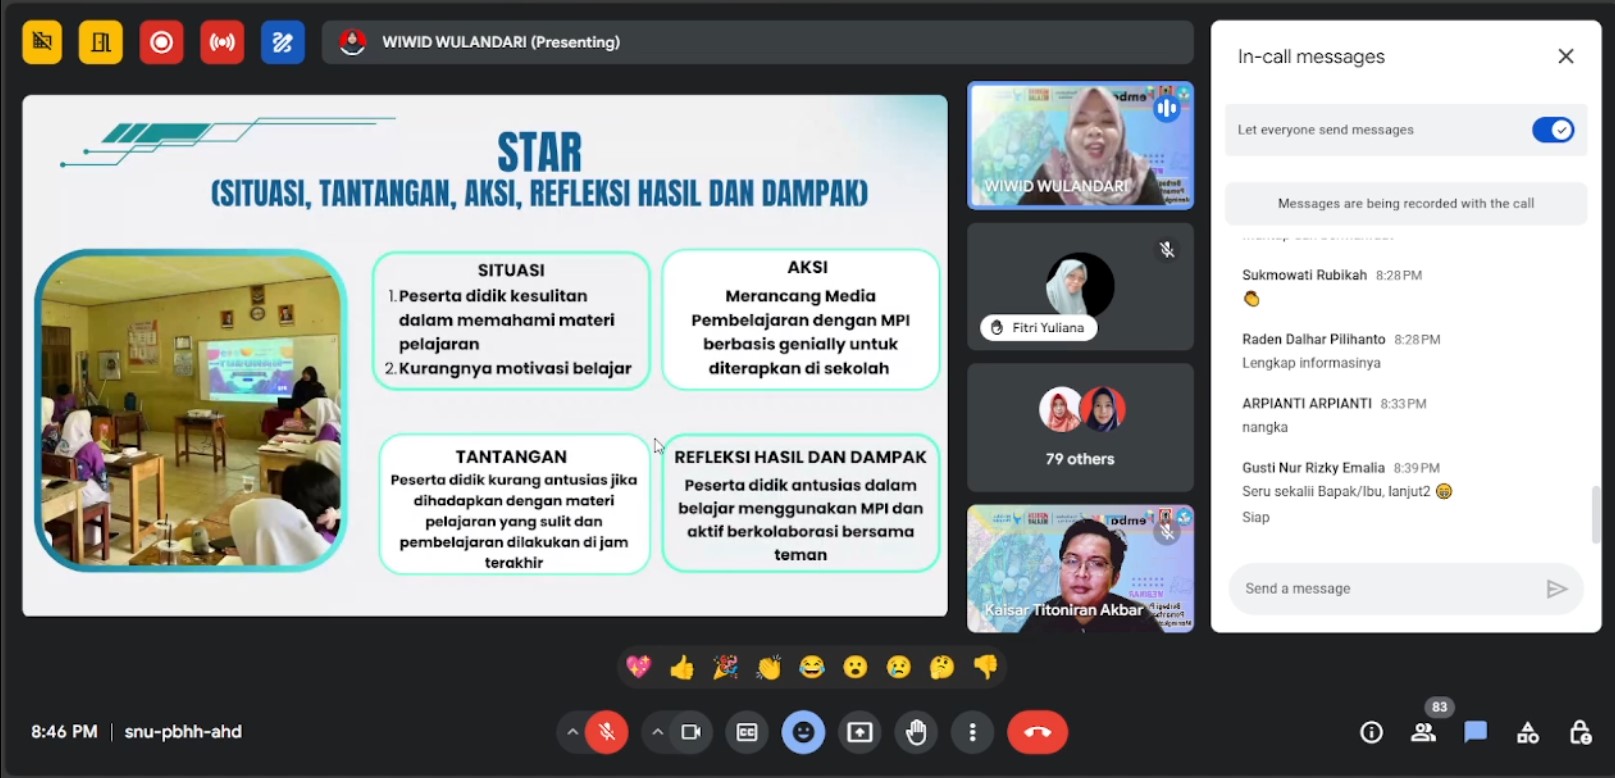 WIWID WULANDARI (Presenting)
STAR
(SITUASI, TANTANGAN, AKSI, REFLEKSI HASIL DAN DAMPAK)
SITUASI
1. Peserta didik kesulitan
dalam memahami materi
pelajaran
2. Kurangnya motivasi belajar
AKSI
Merancang Media
Pembelajaran dengan MPI
berbasis genially untuk
diterapkan di sekolah
TANTANGAN
Peserta didik kurang antusias jika
dihadapkan dengan materi
pelajaran yang sulit dan
pembelajaran dilakukan di jam
terakhir
REFLEKSI HASIL DAN DAMPAK
Peserta didik antusias dalam
belajar menggunakan MPI dan
aktif berkolaborasi bersama
teman
WIWID WULANDARI
Fitri Yuliana
79 others
Kaisar Titoniran Akbar
In-call messages
Let everyone send messages
Messages are being recorded with the call
Sukmowati Rubikah 8:28 PM
👏
Raden Dalhar Pilihanto 8:28 PM
Lengkap informasinya
ARPIANTI ARPIANTI 8:33 PM
nangka
Gusti Nur Rizky Emalia 8:39 PM
Seru sekalii Bapak/Ibu, lanjut2 😁
Siap
Send a message
8:46 PM | snu-pbhh-ahd
CC
83